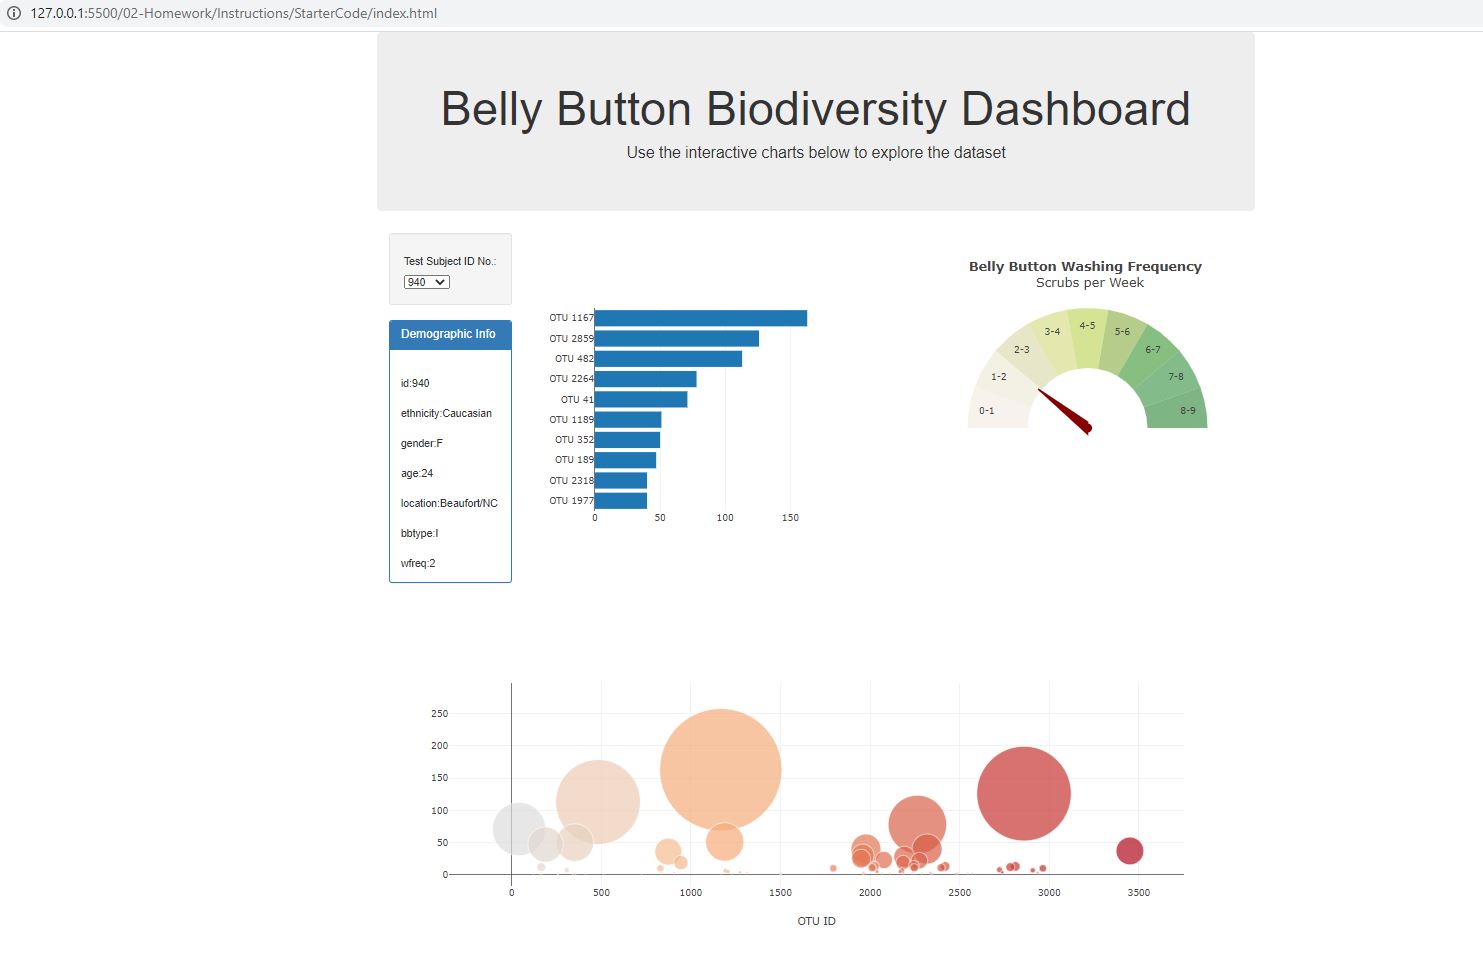 127.0.0.1:5500/02-Homework/Instructions/StarterCode/index.html
Belly Button Biodiversity Dashboard
Use the interactive charts below to explore the dataset
Test Subject ID No.:
940
Demographic Info
id:940
ethnicity:Caucasian
gender:F
age:24
location:Beaufort/NC
bbtype:I
wfreq:2
OTU 1167
OTU 2859
OTU 482
OTU 2264
OTU 41
OTU 1189
OTU 352
OTU 189
OTU 2318
OTU 1977
0 50 100 150
Belly Button Washing Frequency
Scrubs per Week
0-1
1-2
2-3
3-4
4-5
5-6
6-7
7-8
8-9
250
200
150
100
50
0
0 500 1000 1500 2000 2500 3000 3500
OTU ID